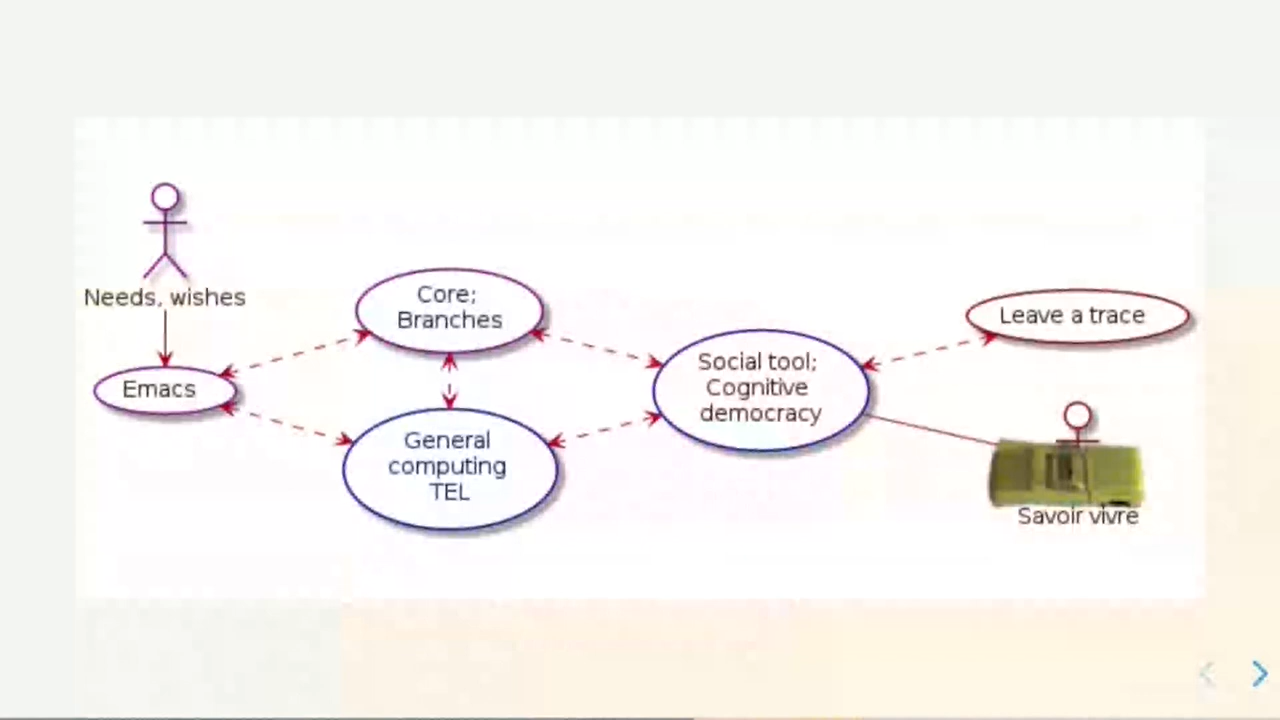 Needs, wishes
Emacs
Core;
Branches
General
computing
TEL
Social tool;
Cognitive
democracy
Leave a trace
Savoir vivre